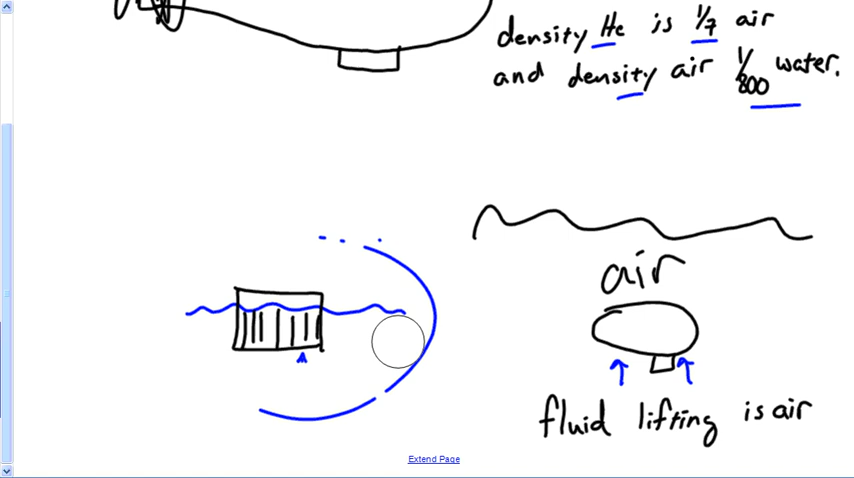 density He is 1/7 air
and density air 1/800 water.
air
fluid lifting is air
Extend Page